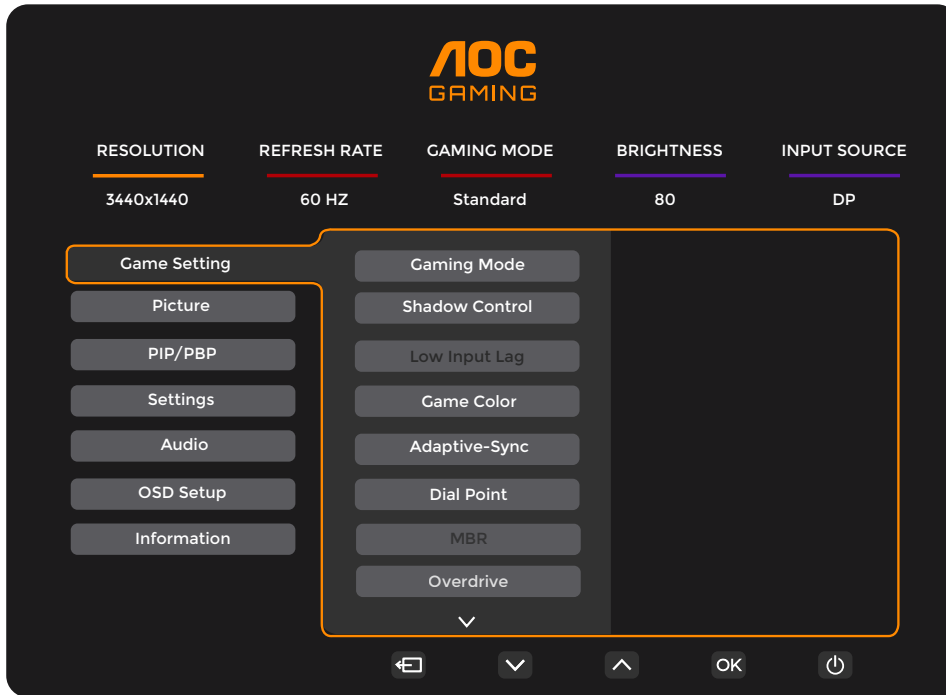 AOC
GAMING
RESOLUTION REFRESH RATE GAMING MODE BRIGHTNESS INPUT SOURCE
3440x1440 60 HZ Standard 80 DP
Game Setting
Picture
PIP/PBP
Settings
Audio
OSD Setup
Information
Gaming Mode
Shadow Control
Low Input Lag
Game Color
Adaptive-Sync
Dial Point
MBR
Overdrive
OK